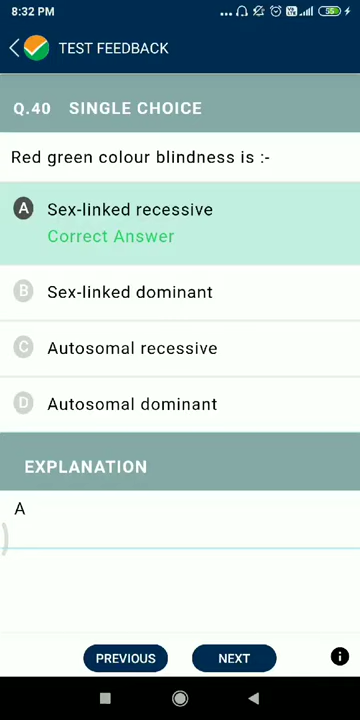 8:32 PM ... 55
TEST FEEDBACK
Q.40 SINGLE CHOICE
Red green colour blindness is :-
A Sex-linked recessive
Correct Answer
B Sex-linked dominant
C Autosomal recessive
D Autosomal dominant
EXPLANATION
A
PREVIOUS NEXT